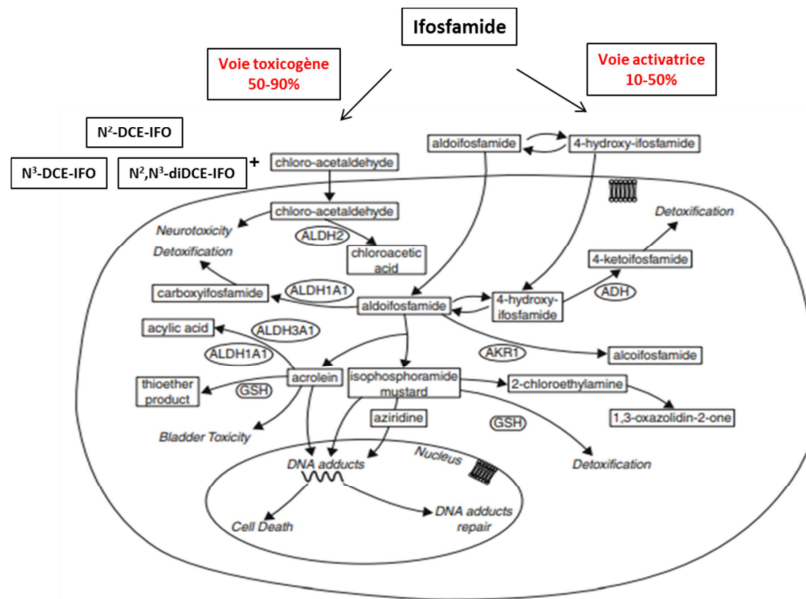 Ifosfamide
Voie toxicogène
50-90%
Voie activatrice
10-50%
N²-DCE-IFO
N³-DCE-IFO
N²,N³-diDCE-IFO
+
chloro-acetaldehyde
aldoifosfamide
4-hydroxy-ifosfamide
chloro-acetaldehyde
Neurotoxicity
ALDH2
Detoxification
chloroacetic
acid
Detoxification
4-ketoifosfamide
carboxyifosfamide
ALDH1A1
aldoifosfamide
4-hydroxy-
ifosfamide
ADH
acylic acid
ALDH3A1
ALDH1A1
AKR1
alcoifosfamide
thioether
product
GSH
acrolein
isophosphoramide
mustard
2-chloroethylamine
aziridine
GSH
1,3-oxazolidin-2-one
Bladder Toxicity
DNA adducts
Nucleus
Detoxification
Cell Death
DNA adducts
repair